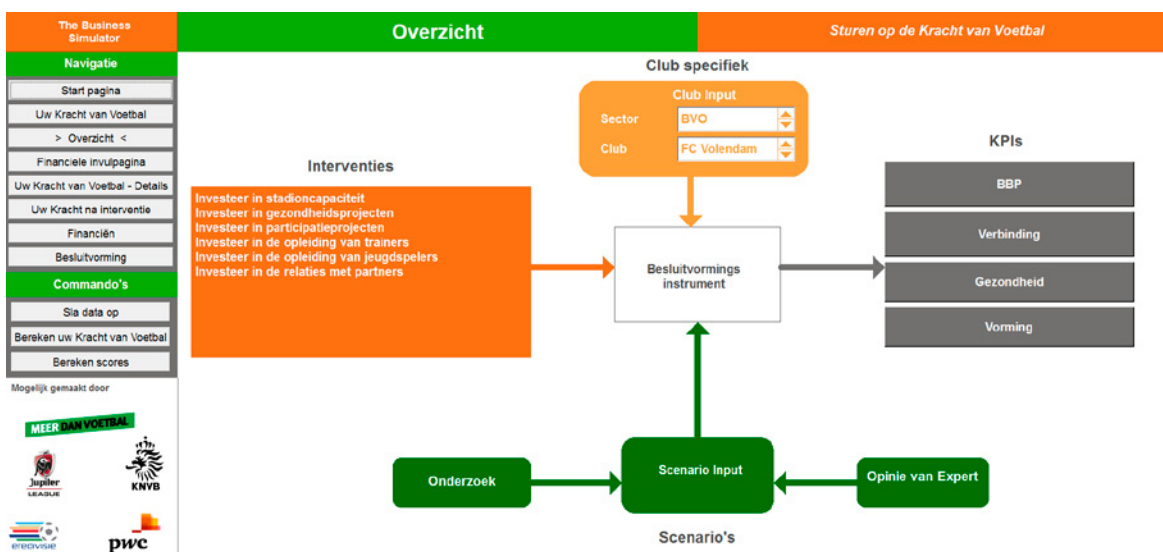 The Business
Simulator
Overzicht
Sturen op de Kracht van Voetbal
Navigatie
Start pagina
Uw Kracht van Voetbal
> Overzicht <
Financiele invulpagina
Uw Kracht van Voetbal - Details
Uw Kracht na interventie
Financiën
Besluitvorming
Commando's
Sla data op
Bereken uw Kracht van Voetbal
Bereken scores
Mogelijk gemaakt door
MEER DAN VOETBAL
Jupiler
LEAGUE
KNVB
eredivisie
pwc
Club specifiek
Club input
Sector
BVO
Club
FC Volendam
Interventies
Investeer in stadioncapaciteit
Investeer in gezondheidsprojecten
Investeer in participatieprojecten
Investeer in de opleiding van trainers
Investeer in de opleiding van jeugdspelers
Investeer in de relaties met partners
Besluitvormings
instrument
KPIs
BBP
Verbinding
Gezondheid
Vorming
Onderzoek
Scenario Input
Opinie van Expert
Scenario's